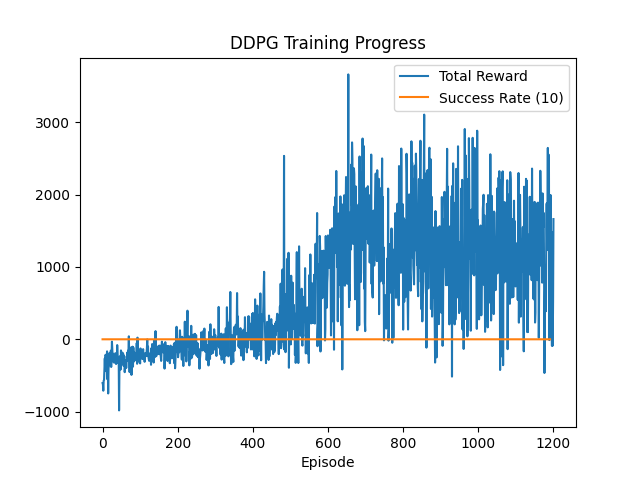 DDPG Training Progress
Total Reward
Success Rate (10)
3000
2000
1000
0
−1000
0 200 400 600 800 1000 1200
Episode